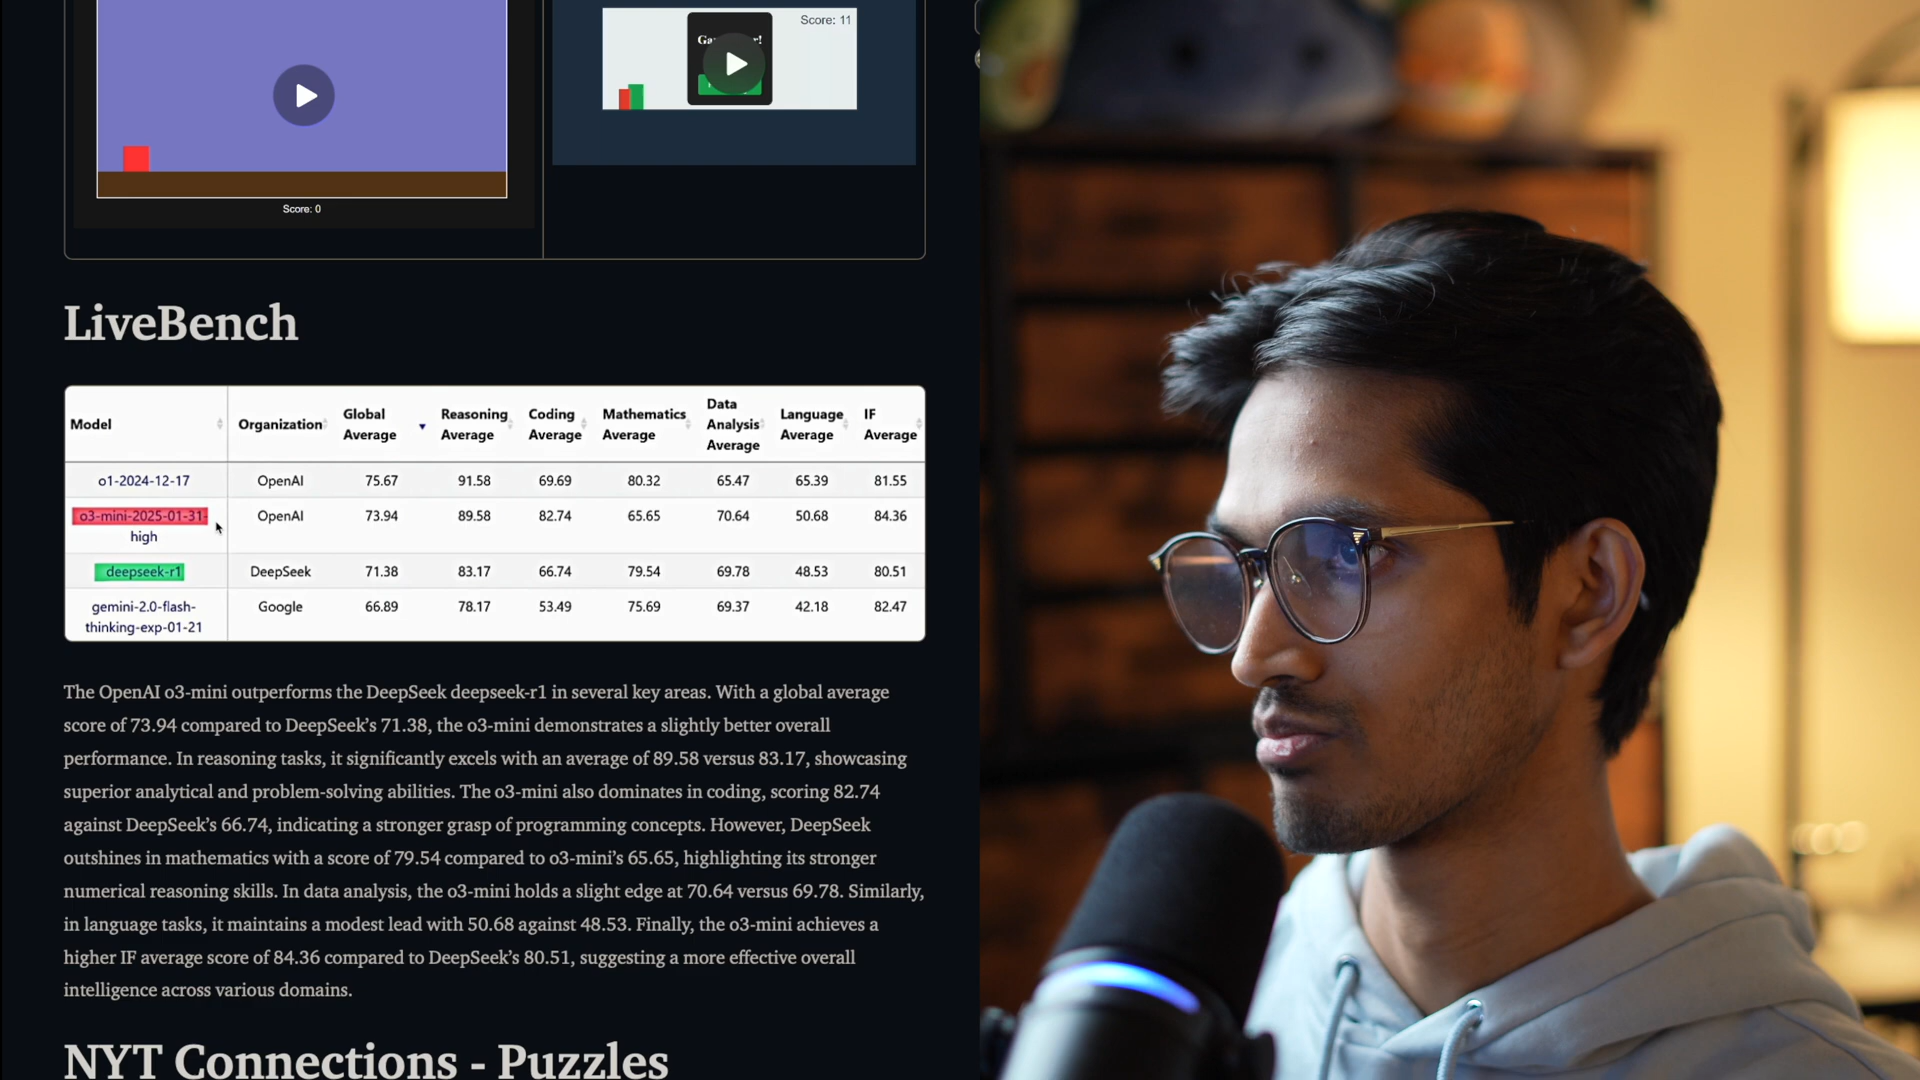 Score: 11
Score: 0
LiveBench
Model Organization Global Average Reasoning Average Coding Average Mathematics Average Data Analysis Average Language Average IF Average
o1-2024-12-17 OpenAI 75.67 91.58 69.69 80.32 65.47 65.39 81.55
o3-mini-2025-01-31-high OpenAI 73.94 89.58 82.74 65.65 70.64 50.68 84.36
deepseek-r1 DeepSeek 71.38 83.17 66.74 79.54 69.78 48.53 80.51
gemini-2.0-flash-thinking-exp-01-21 Google 66.89 78.17 53.49 75.69 69.37 42.18 82.47
The OpenAI o3-mini outperforms the DeepSeek deepseek-r1 in several key areas. With a global average
score of 73.94 compared to DeepSeek’s 71.38, the o3-mini demonstrates a slightly better overall
performance. In reasoning tasks, it significantly excels with an average of 89.58 versus 83.17, showcasing
superior analytical and problem-solving abilities. The o3-mini also dominates in coding, scoring 82.74
against DeepSeek’s 66.74, indicating a stronger grasp of programming concepts. However, DeepSeek
outshines in mathematics with a score of 79.54 compared to o3-mini’s 65.65, highlighting its stronger
numerical reasoning skills. In data analysis, the o3-mini holds a slight edge at 70.64 versus 69.78. Similarly,
in language tasks, it maintains a modest lead with 50.68 against 48.53. Finally, the o3-mini achieves a
higher IF average score of 84.36 compared to DeepSeek’s 80.51, suggesting a more effective overall
intelligence across various domains.
NYT Connections - Puzzles